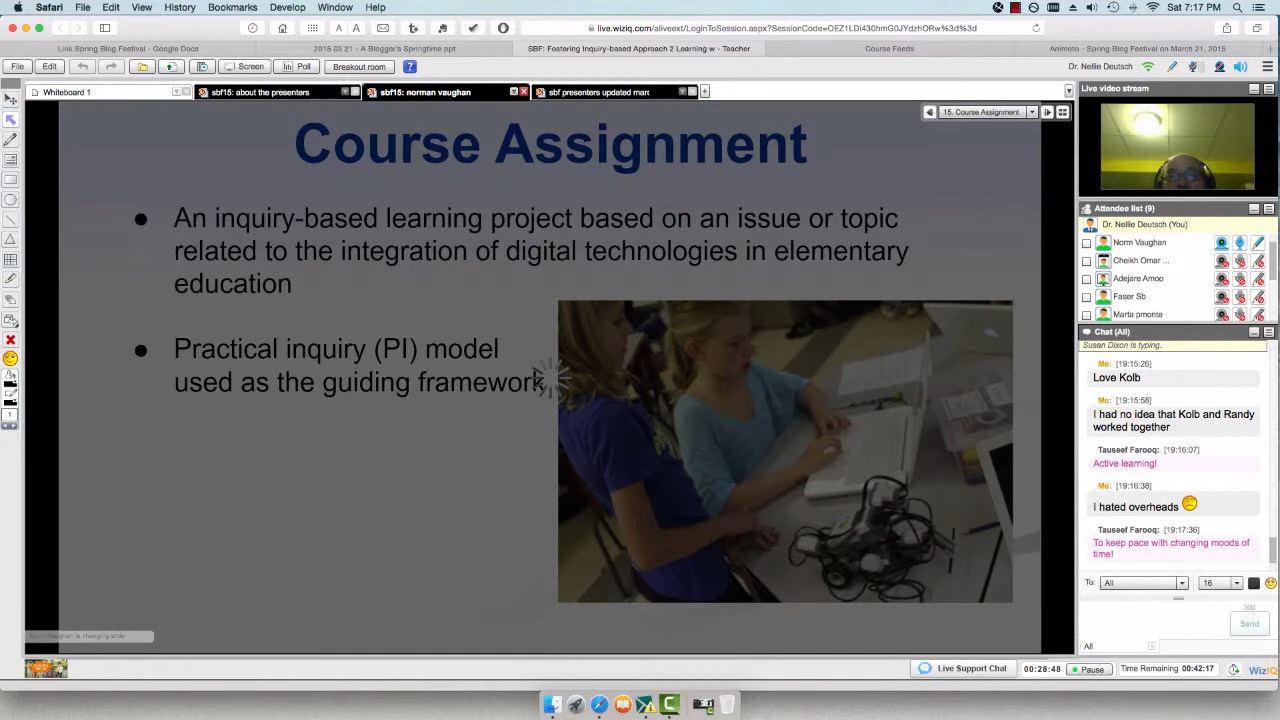 Safari File Edit View History Bookmarks Develop Window Help
Sat 7:17 PM
live.wiziq.com/aliveext/LoginToSession.aspx?SessionCode=OEZ1LDi430hmG0JYdzhORw%3d%3d
Link Spring Blog Festival - Google Docs
2015 03 21 - A Blogger's Springtime.ppt
SBF: Fostering Inquiry-based Approach 2 Learning w - Teacher
Course Feeds
Animoto - Spring Blog Festival on March 21, 2015
File Edit Screen Poll Breakout room ?
Dr. Nellie Deutsch
Whiteboard 1
sbf15: about the presenters
sbf15: norman vaughan
sbf presenters updated marc
15. Course Assignment
Course Assignment
● An inquiry-based learning project based on an issue or topic
related to the integration of digital technologies in elementary
education
● Practical inquiry (PI) model
used as the guiding framework
Norm Vaughan is changing slide
Live video stream
Attendee list (9)
Dr. Nellie Deutsch (You)
Norm Vaughan
Cheikh Omar ...
Adejare Amoo
Faser Sb
Marta pmonte
Chat (All)
Susan Dixon is typing.
Me: [19:15:26]
Love Kolb
Me: [19:15:58]
I had no idea that Kolb and Randy
worked together
Tauseef Farooq: [19:16:07]
Active learning!
Me: [19:16:38]
I hated overheads
Tauseef Farooq: [19:17:36]
To keep pace with changing moods of
time!
To: All 16
300
Send
All
1
Live Support Chat
00:28:48
Pause
Time Remaining 00:42:17
WizIQ